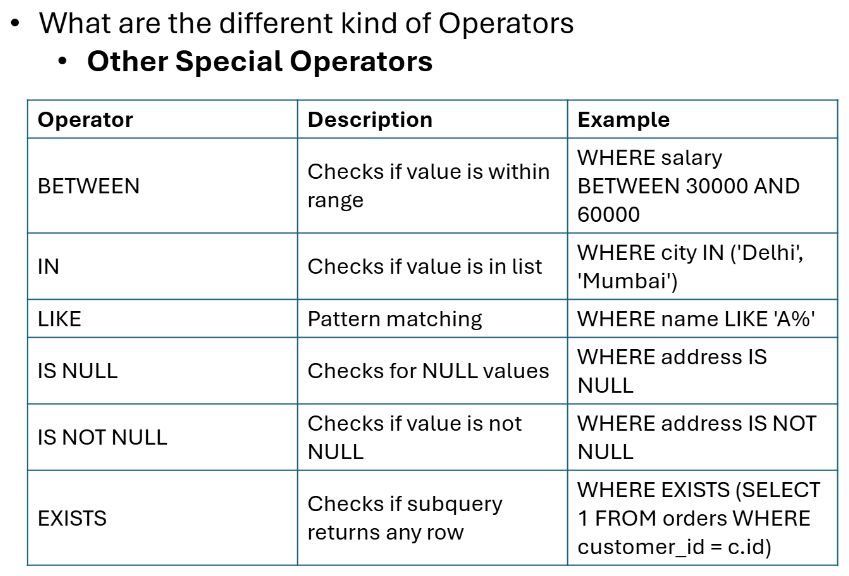 • What are the different kind of Operators
• Other Special Operators
Operator Description Example
BETWEEN
Checks if value is within
range
WHERE salary
BETWEEN 30000 AND
60000
IN
Checks if value is in list
WHERE city IN ('Delhi',
'Mumbai')
LIKE
Pattern matching
WHERE name LIKE 'A%'
IS NULL
Checks for NULL values
WHERE address IS
NULL
IS NOT NULL
Checks if value is not
NULL
WHERE address IS NOT
NULL
EXISTS
Checks if subquery
returns any row
WHERE EXISTS (SELECT
1 FROM orders WHERE
customer_id = c.id)